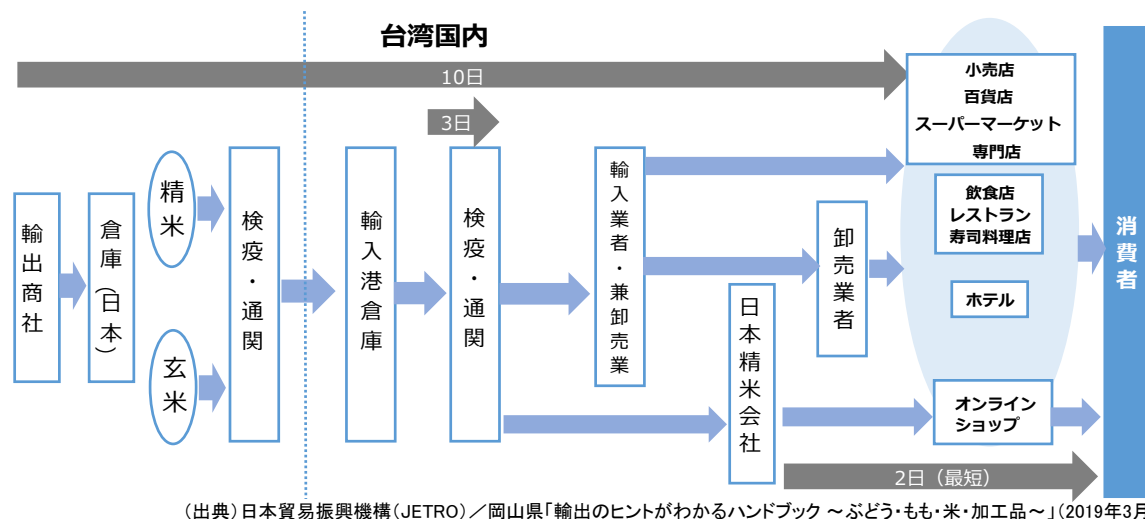 台湾国内
10日
3日
輸出商社
倉庫(日本)
精米
玄米
検疫・通関
輸入港倉庫
検疫・通関
輸入業者・兼卸売業
日本精米会社
卸売業者
小売店
百貨店
スーパーマーケット
専門店
飲食店
レストラン
寿司料理店
ホテル
オンライン
ショップ
消費者
2日（最短）
（出典）日本貿易振興機構（JETRO）／岡山県「輸出のヒントがわかるハンドブック ～ぶどう・もも・米・加工品～」（2019年3月